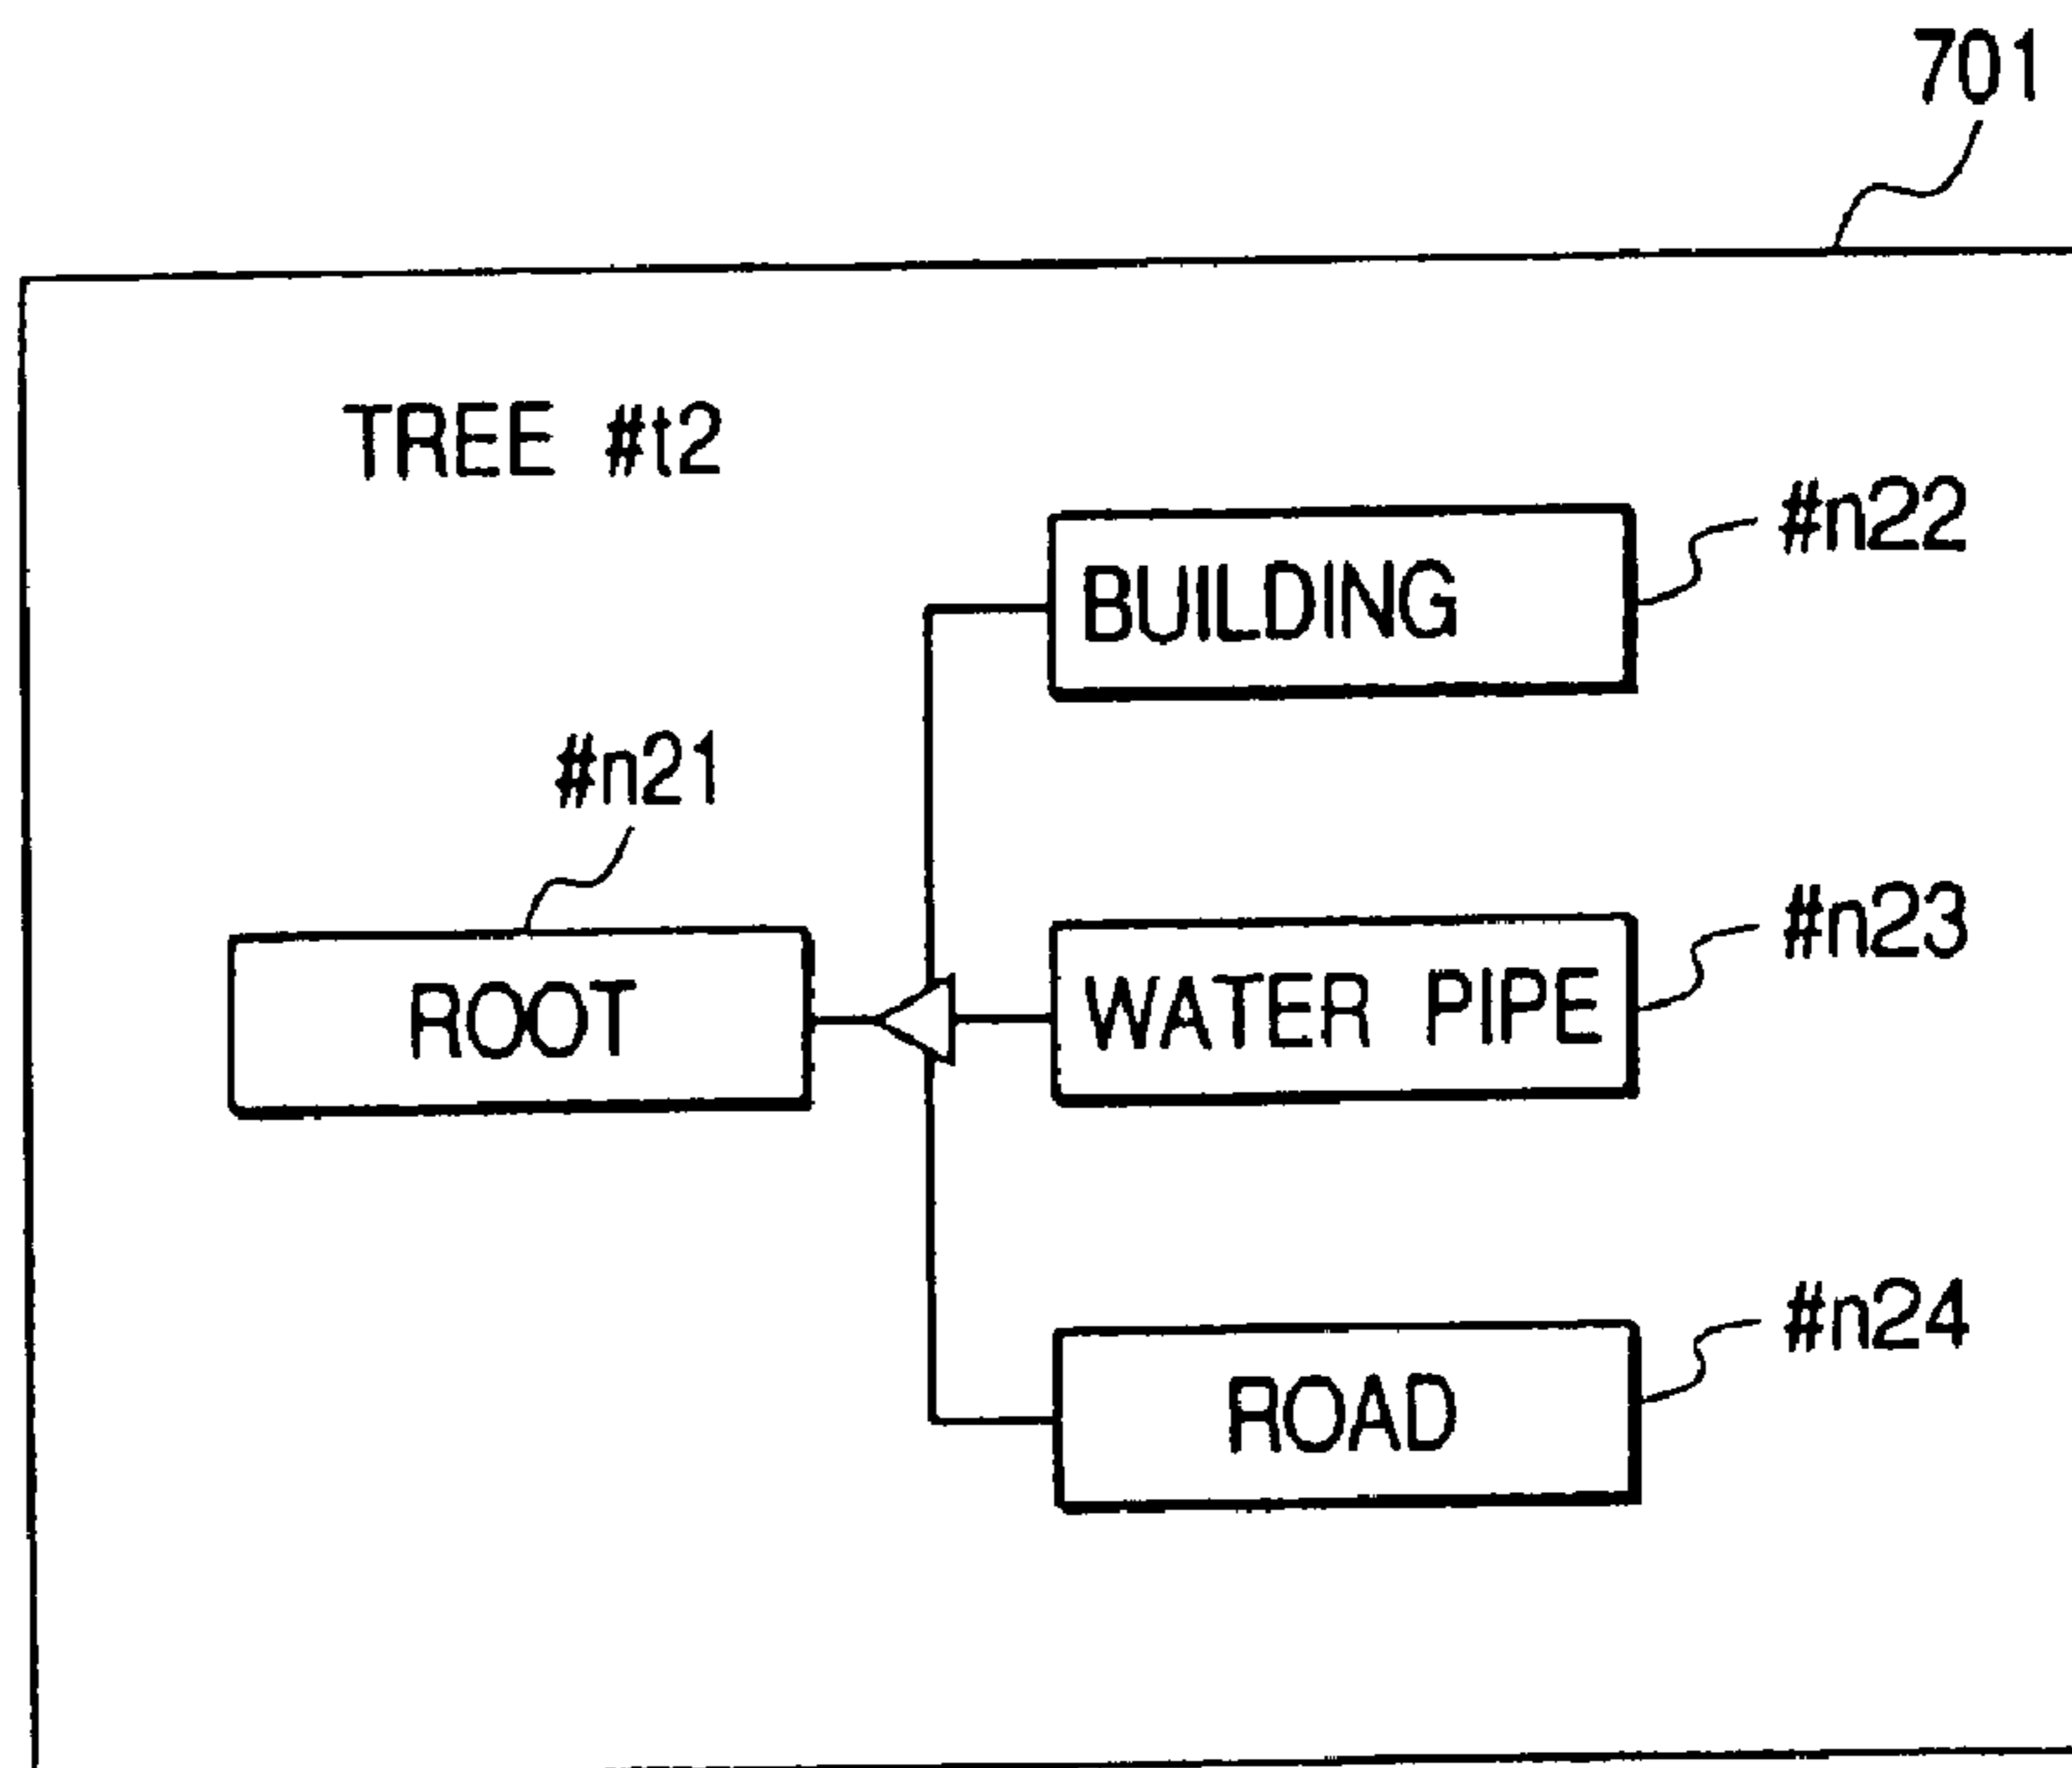 701
TREE #t2
#n22
BUILDING
#n21
#n23
ROOT
WATER PIPE
#n24
ROAD